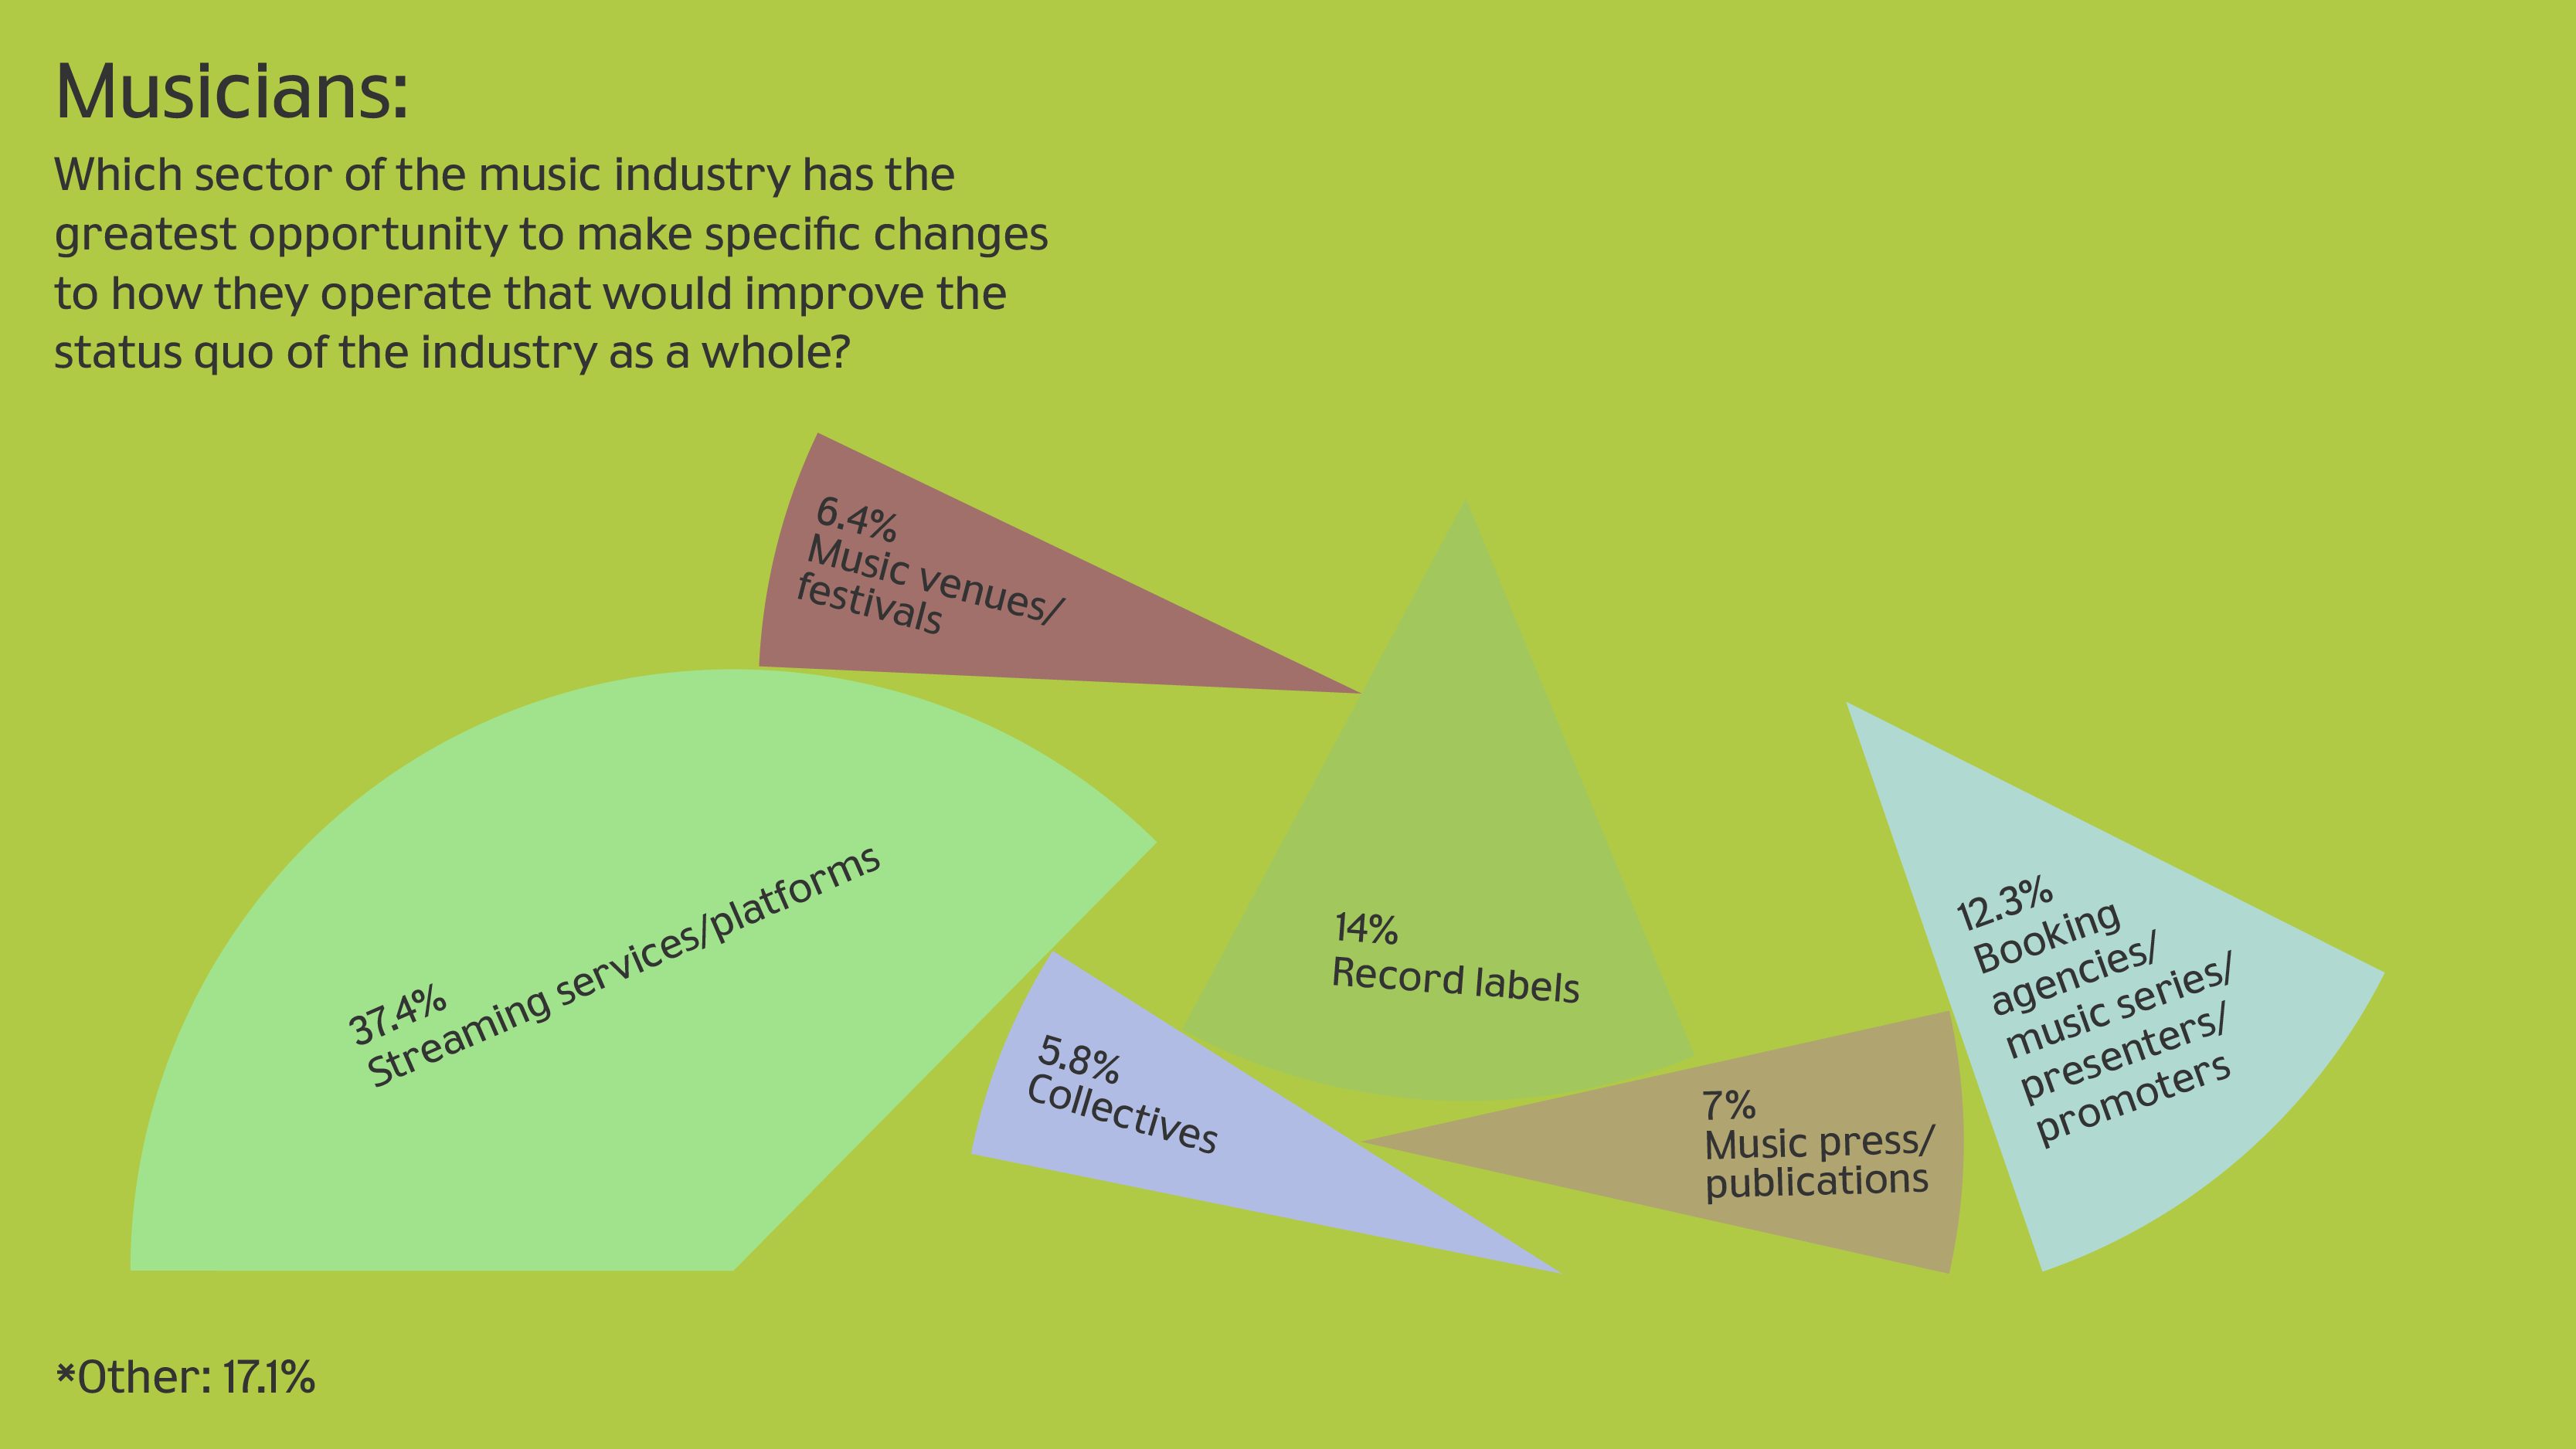 Musicians:
Which sector of the music industry has the
greatest opportunity to make specific changes
to how they operate that would improve the
status quo of the industry as a whole?
6.4%
Music venues/
festivals
37.4%
Streaming services/platforms
14%
Record labels
5.8%
Collectives
7%
Music press/
publications
12.3%
Booking
agencies/
music series/
presenters/
promoters
*Other: 17.1%